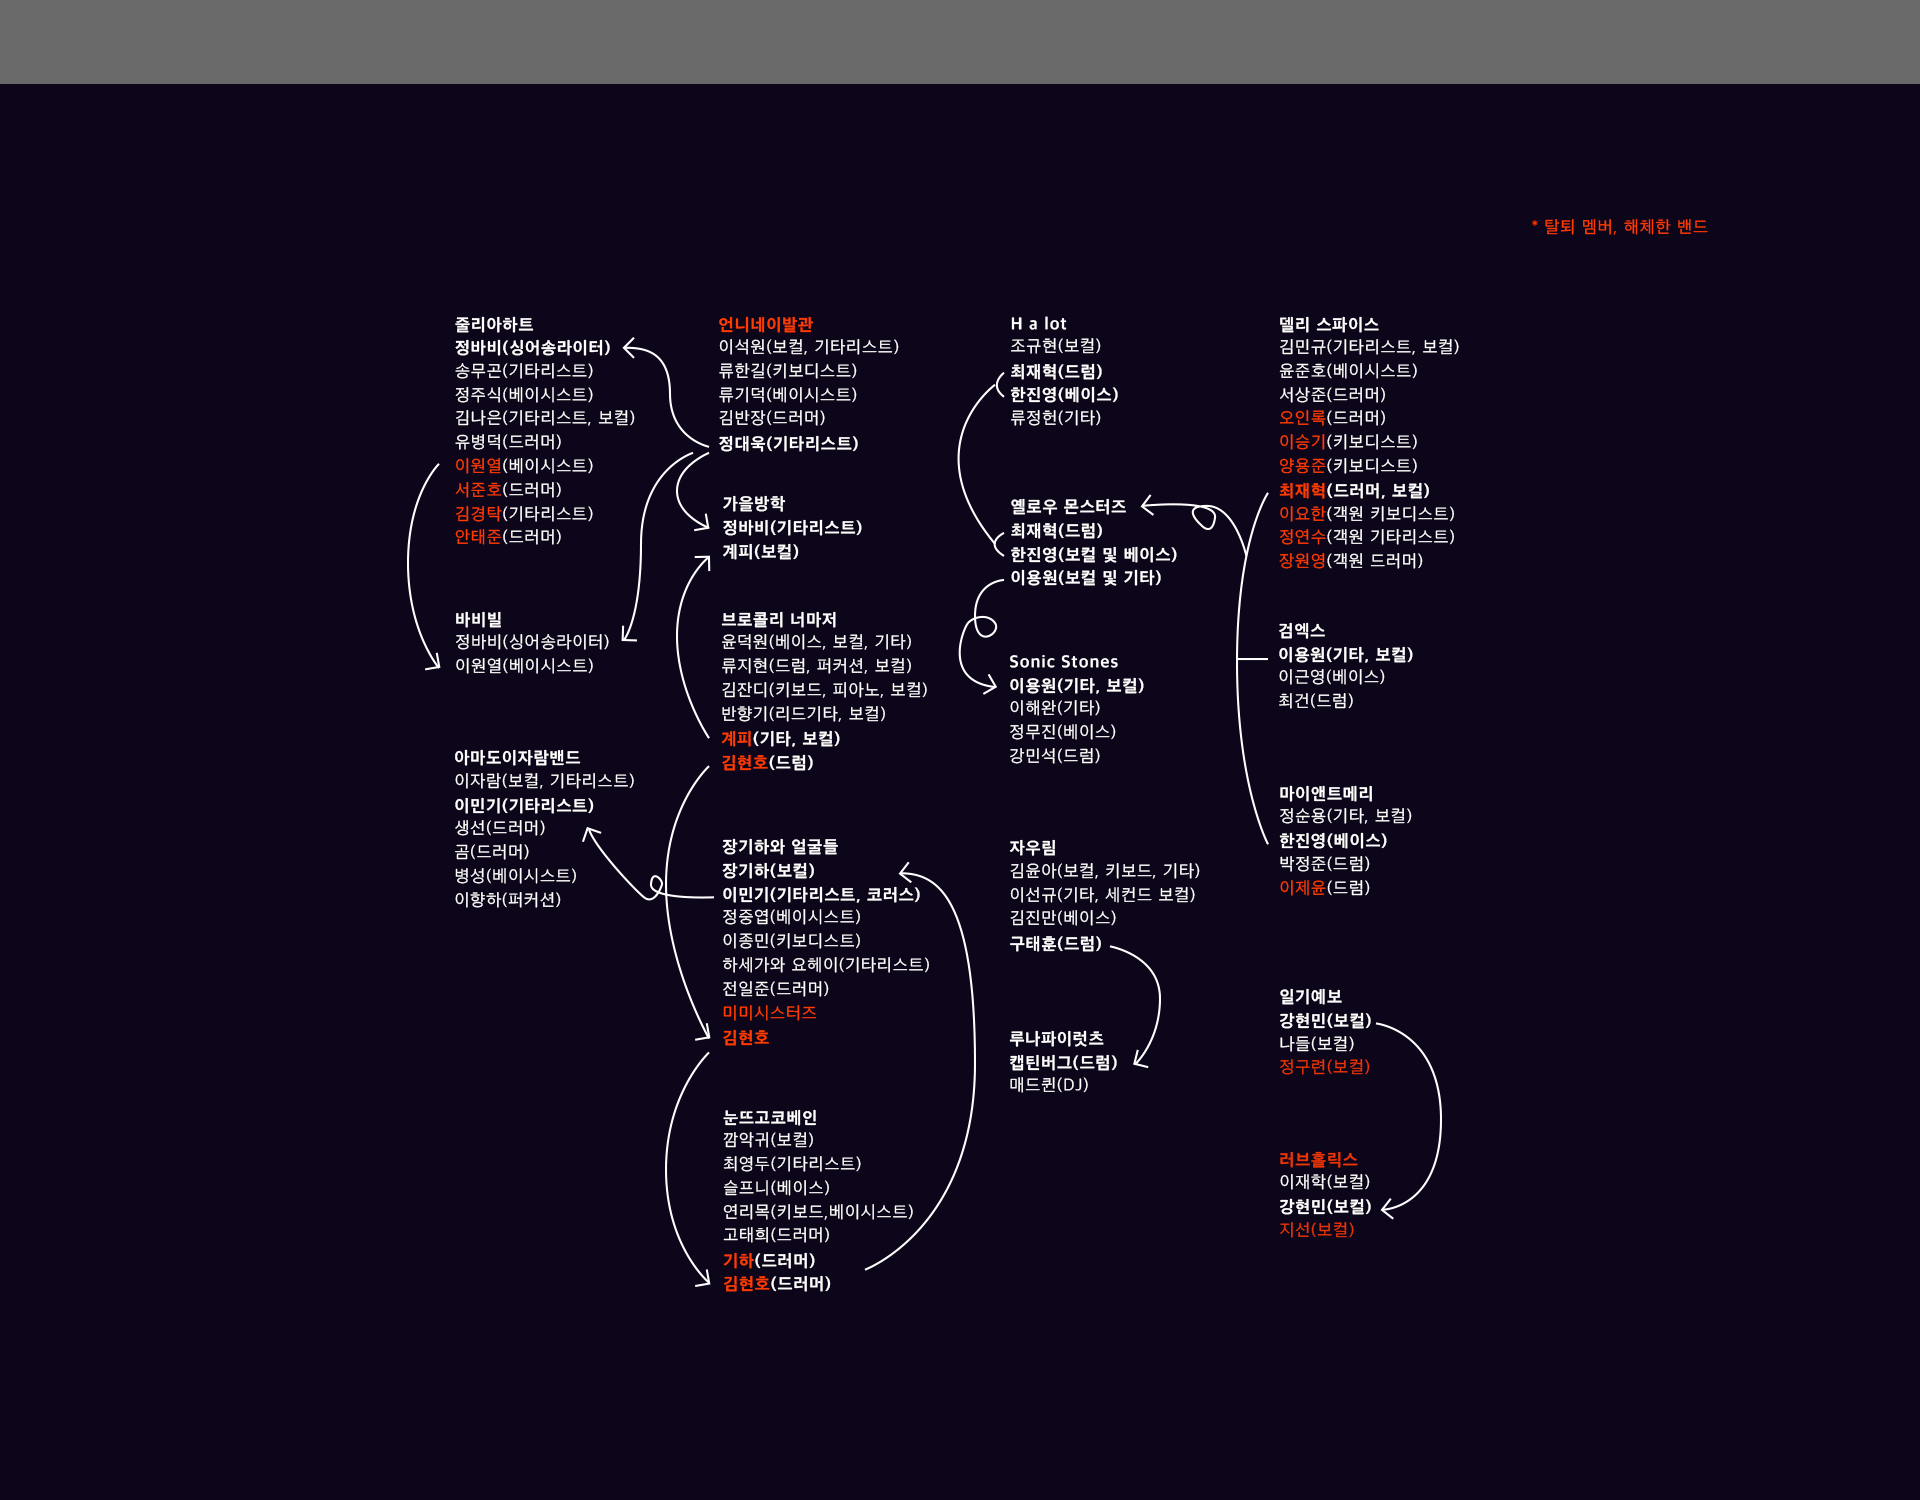 * 탈퇴 멤버, 해체한 밴드
줄리아하트
정바비(싱어송라이터)
송무곤(기타리스트)
정주식(베이시스트)
김나은(기타리스트, 보컬)
유병덕(드러머)
이원열(베이시스트)
서준호(드러머)
김경탁(기타리스트)
안태준(드러머)
바비빌
정바비(싱어송라이터)
이원열(베이시스트)
아마도이자람밴드
이자람(보컬, 기타리스트)
이민기(기타리스트)
생선(드러머)
곰(드러머)
병성(베이시스트)
이향하(퍼커션)
언니네이발관
이석원(보컬, 기타리스트)
류한길(키보디스트)
류기덕(베이시스트)
김반장(드러머)
정대욱(기타리스트)
가을방학
정바비(기타리스트)
계피(보컬)
브로콜리 너마저
윤덕원(베이스, 보컬, 기타)
류지현(드럼, 퍼커션, 보컬)
김잔디(키보드, 피아노, 보컬)
반향기(리드기타, 보컬)
계피(기타, 보컬)
김현호(드럼)
장기하와 얼굴들
장기하(보컬)
이민기(기타리스트, 코러스)
정중엽(베이시스트)
이종민(키보디스트)
하세가와 요헤이(기타리스트)
전일준(드러머)
미미시스터즈
김현호
눈뜨고코베인
깜악귀(보컬)
최영두(기타리스트)
슬프니(베이스)
연리목(키보드,베이시스트)
고태희(드러머)
기하(드러머)
김현호(드러머)
H a lot
조규현(보컬)
최재혁(드럼)
한진영(베이스)
류정헌(기타)
옐로우 몬스터즈
최재혁(드럼)
한진영(보컬 및 베이스)
이용원(보컬 및 기타)
Sonic Stones
이용원(기타, 보컬)
이해완(기타)
정무진(베이스)
강민석(드럼)
자우림
김윤아(보컬, 키보드, 기타)
이선규(기타, 세컨드 보컬)
김진만(베이스)
구태훈(드럼)
루나파이럿츠
캡틴버그(드럼)
매드퀸(DJ)
델리 스파이스
김민규(기타리스트, 보컬)
윤준호(베이시스트)
서상준(드러머)
오인록(드러머)
이승기(키보디스트)
양용준(키보디스트)
최재혁(드러머, 보컬)
이요한(객원 키보디스트)
정연수(객원 기타리스트)
장원영(객원 드러머)
검엑스
이용원(기타, 보컬)
이근영(베이스)
최건(드럼)
마이앤트메리
정순용(기타, 보컬)
한진영(베이스)
박정준(드럼)
이제윤(드럼)
일기예보
강현민(보컬)
나들(보컬)
정구련(보컬)
러브홀릭스
이재학(보컬)
강현민(보컬)
지선(보컬)